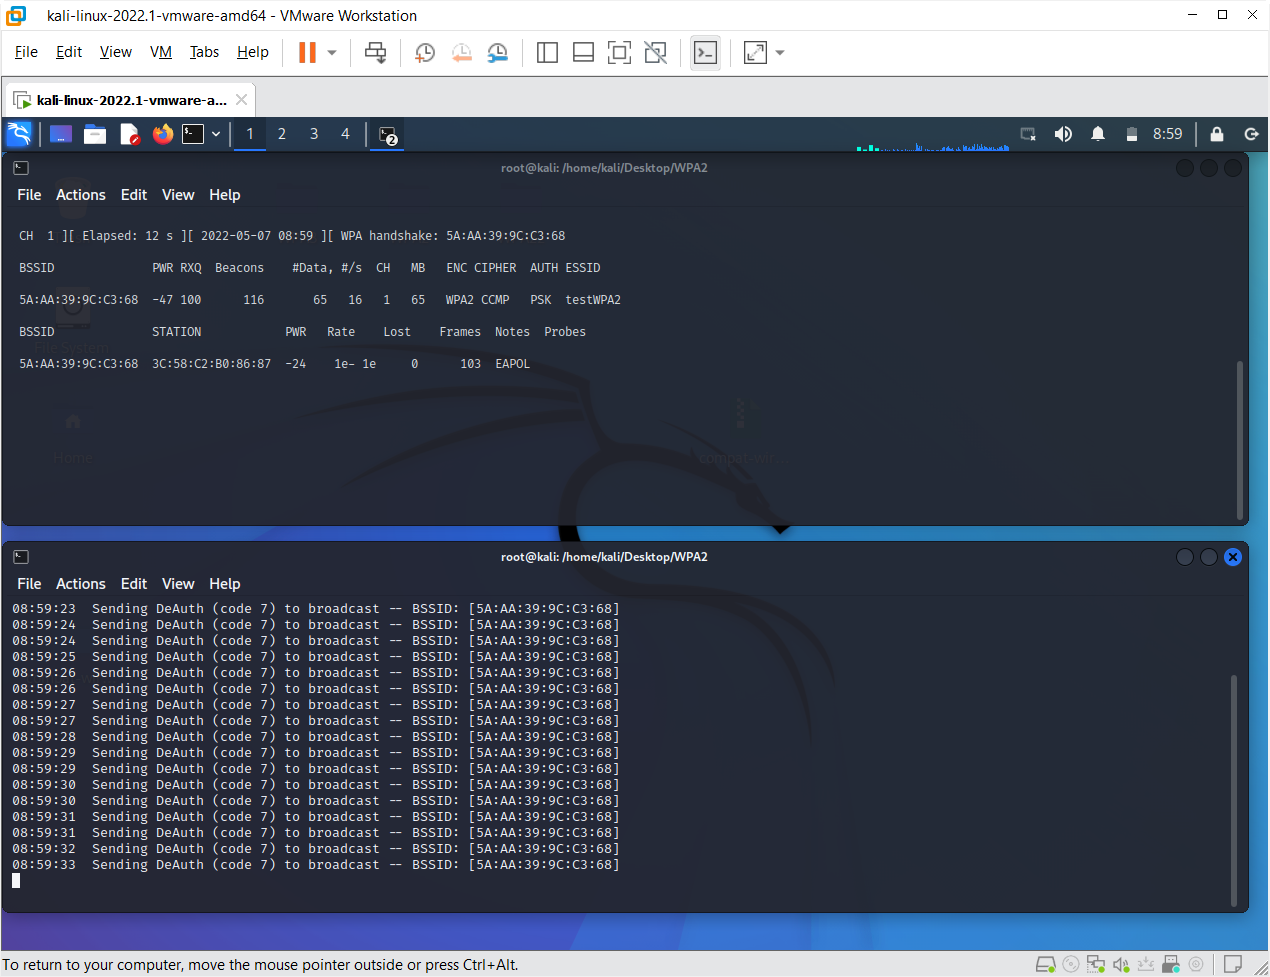 kali-linux-2022.1-vmware-amd64 - VMware Workstation
File Edit View VM Tabs Help
kali-linux-2022.1-vmware-a...
1 2 3 4 2 8:59
root@kali: /home/kali/Desktop/WPA2
File Actions Edit View Help
CH 1 ][ Elapsed: 12 s ][ 2022-05-07 08:59 ][ WPA handshake: 5A:AA:39:9C:C3:68
BSSID PWR RXQ Beacons #Data, #/s CH MB ENC CIPHER AUTH ESSID
5A:AA:39:9C:C3:68 -47 100 116 65 16 1 65 WPA2 CCMP PSK testWPA2
BSSID STATION PWR Rate Lost Frames Notes Probes
File System
5A:AA:39:9C:C3:68 3C:58:C2:B0:86:87 -24 1e- 1e 0 103 EAPOL
Home
root@kali: /home/kali/Desktop/WPA2
File Actions Edit View Help
08:59:23 Sending DeAuth (code 7) to broadcast -- BSSID: [5A:AA:39:9C:C3:68]
08:59:24 Sending DeAuth (code 7) to broadcast -- BSSID: [5A:AA:39:9C:C3:68]
08:59:24 Sending DeAuth (code 7) to broadcast -- BSSID: [5A:AA:39:9C:C3:68]
08:59:25 Sending DeAuth (code 7) to broadcast -- BSSID: [5A:AA:39:9C:C3:68]
08:59:26 Sending DeAuth (code 7) to broadcast -- BSSID: [5A:AA:39:9C:C3:68]
08:59:26 Sending DeAuth (code 7) to broadcast -- BSSID: [5A:AA:39:9C:C3:68]
08:59:27 Sending DeAuth (code 7) to broadcast -- BSSID: [5A:AA:39:9C:C3:68]
08:59:27 Sending DeAuth (code 7) to broadcast -- BSSID: [5A:AA:39:9C:C3:68]
08:59:28 Sending DeAuth (code 7) to broadcast -- BSSID: [5A:AA:39:9C:C3:68]
08:59:29 Sending DeAuth (code 7) to broadcast -- BSSID: [5A:AA:39:9C:C3:68]
08:59:29 Sending DeAuth (code 7) to broadcast -- BSSID: [5A:AA:39:9C:C3:68]
08:59:30 Sending DeAuth (code 7) to broadcast -- BSSID: [5A:AA:39:9C:C3:68]
08:59:30 Sending DeAuth (code 7) to broadcast -- BSSID: [5A:AA:39:9C:C3:68]
08:59:31 Sending DeAuth (code 7) to broadcast -- BSSID: [5A:AA:39:9C:C3:68]
08:59:31 Sending DeAuth (code 7) to broadcast -- BSSID: [5A:AA:39:9C:C3:68]
08:59:32 Sending DeAuth (code 7) to broadcast -- BSSID: [5A:AA:39:9C:C3:68]
08:59:33 Sending DeAuth (code 7) to broadcast -- BSSID: [5A:AA:39:9C:C3:68]
To return to your computer, move the mouse pointer outside or press Ctrl+Alt.